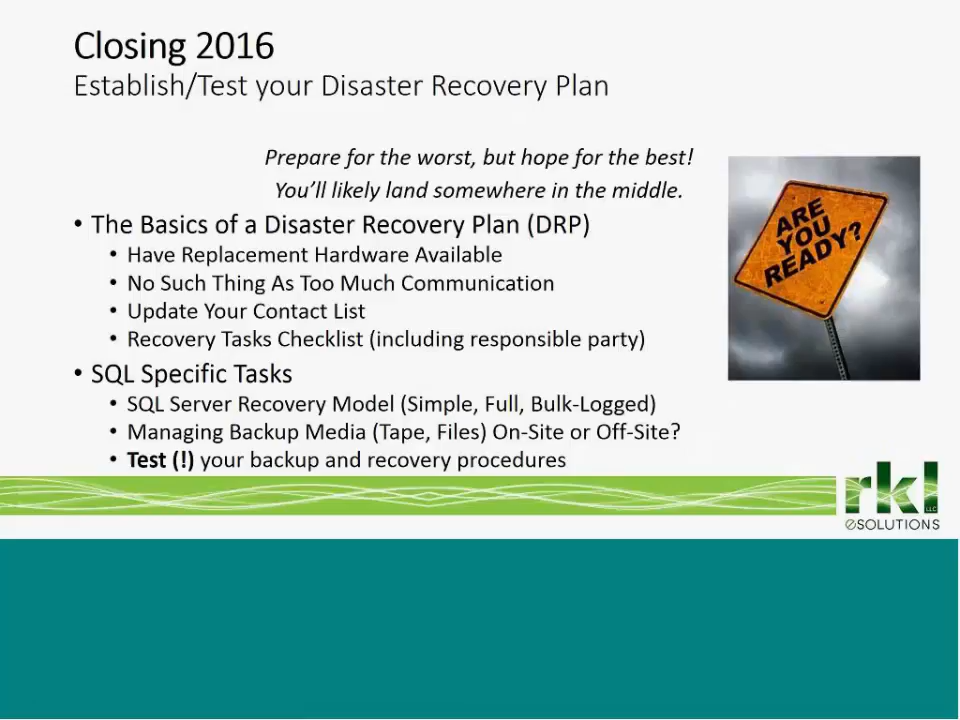 Closing 2016
Establish/Test your Disaster Recovery Plan
Prepare for the worst, but hope for the best!
You’ll likely land somewhere in the middle.
• The Basics of a Disaster Recovery Plan (DRP)
• Have Replacement Hardware Available
• No Such Thing As Too Much Communication
• Update Your Contact List
• Recovery Tasks Checklist (including responsible party)
• SQL Specific Tasks
• SQL Server Recovery Model (Simple, Full, Bulk-Logged)
• Managing Backup Media (Tape, Files) On-Site or Off-Site?
• Test (!) your backup and recovery procedures
ARE
YOU
READY?
rkl
LLC
eSOLUTIONS